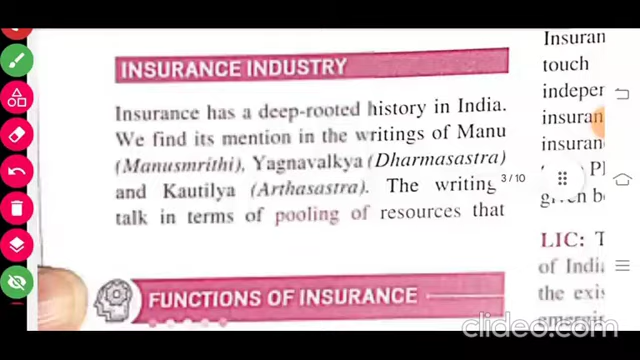 INSURANCE INDUSTRY
Insurance has a deep-rooted history in India.
We find its mention in the writings of Manu
(Manusmrithi), Yagnavalkya (Dharmasastra)
and Kautilya (Arthasastra). The writing
talk in terms of pooling of resources that
FUNCTIONS OF INSURANCE
Insuran
touch
indepen
insuran
insuran
3/10
LIC: T
of India
the exis
clideo.com